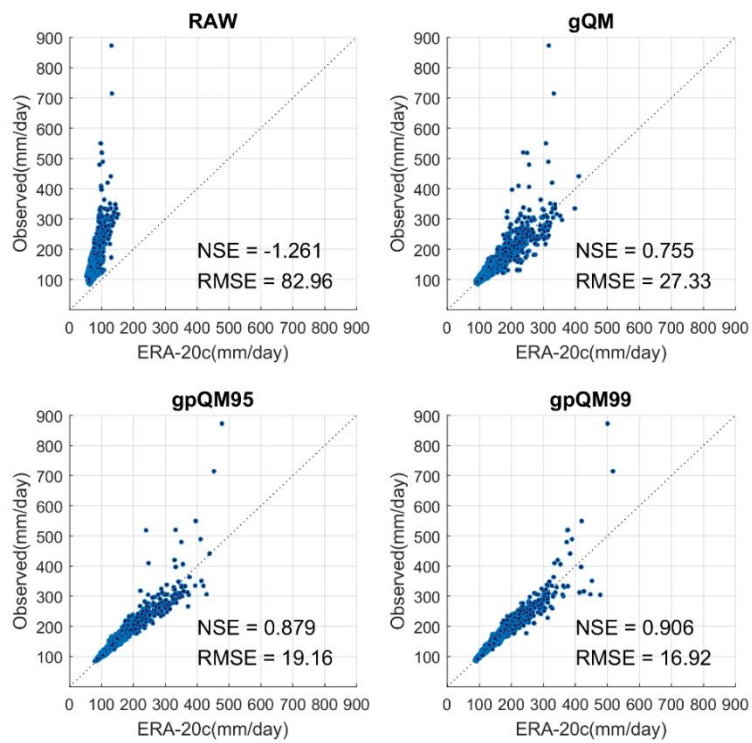 RAW
900
800
700
600
500
400
300
200
100
Observed(mm/day)
NSE = -1.261
RMSE = 82.96
0 100 200 300 400 500 600 700 800 900
ERA-20c(mm/day)
gQM
900
800
700
600
500
400
300
200
100
Observed(mm/day)
NSE = 0.755
RMSE = 27.33
0 100 200 300 400 500 600 700 800 900
ERA-20c(mm/day)
gpQM95
900
800
700
600
500
400
300
200
100
Observed(mm/day)
NSE = 0.879
RMSE = 19.16
0 100 200 300 400 500 600 700 800 900
ERA-20c(mm/day)
gpQM99
900
800
700
600
500
400
300
200
100
Observed(mm/day)
NSE = 0.906
RMSE = 16.92
0 100 200 300 400 500 600 700 800 900
ERA-20c(mm/day)